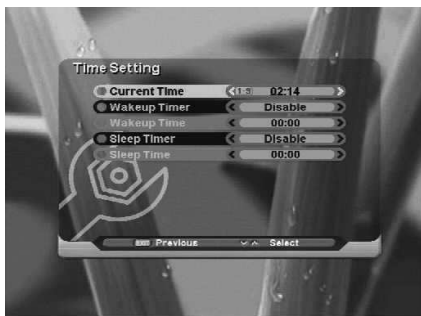 Time Setting
Current Time 02:14
Wakeup Timer Disable
Wakeup Time 00:00
Sleep Timer Disable
Sleep Time 00:00
EXIT Previous Select